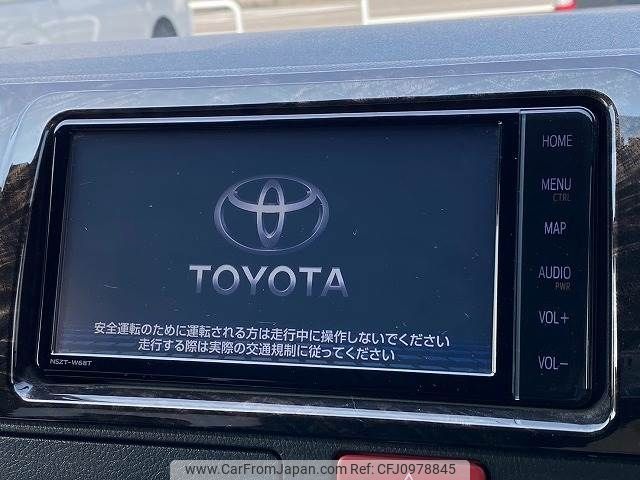 TOYOTA
安全運転のために運転される方は走行中に操作しないでください
走行する際は実際の交通規制に従ってください
NSZT-W68T
HOME
MENU
CTRL
MAP
AUDIO
PWR
VOL+
VOL-
www.CarFromJapan.com | Car Photo ©CFJ0978845